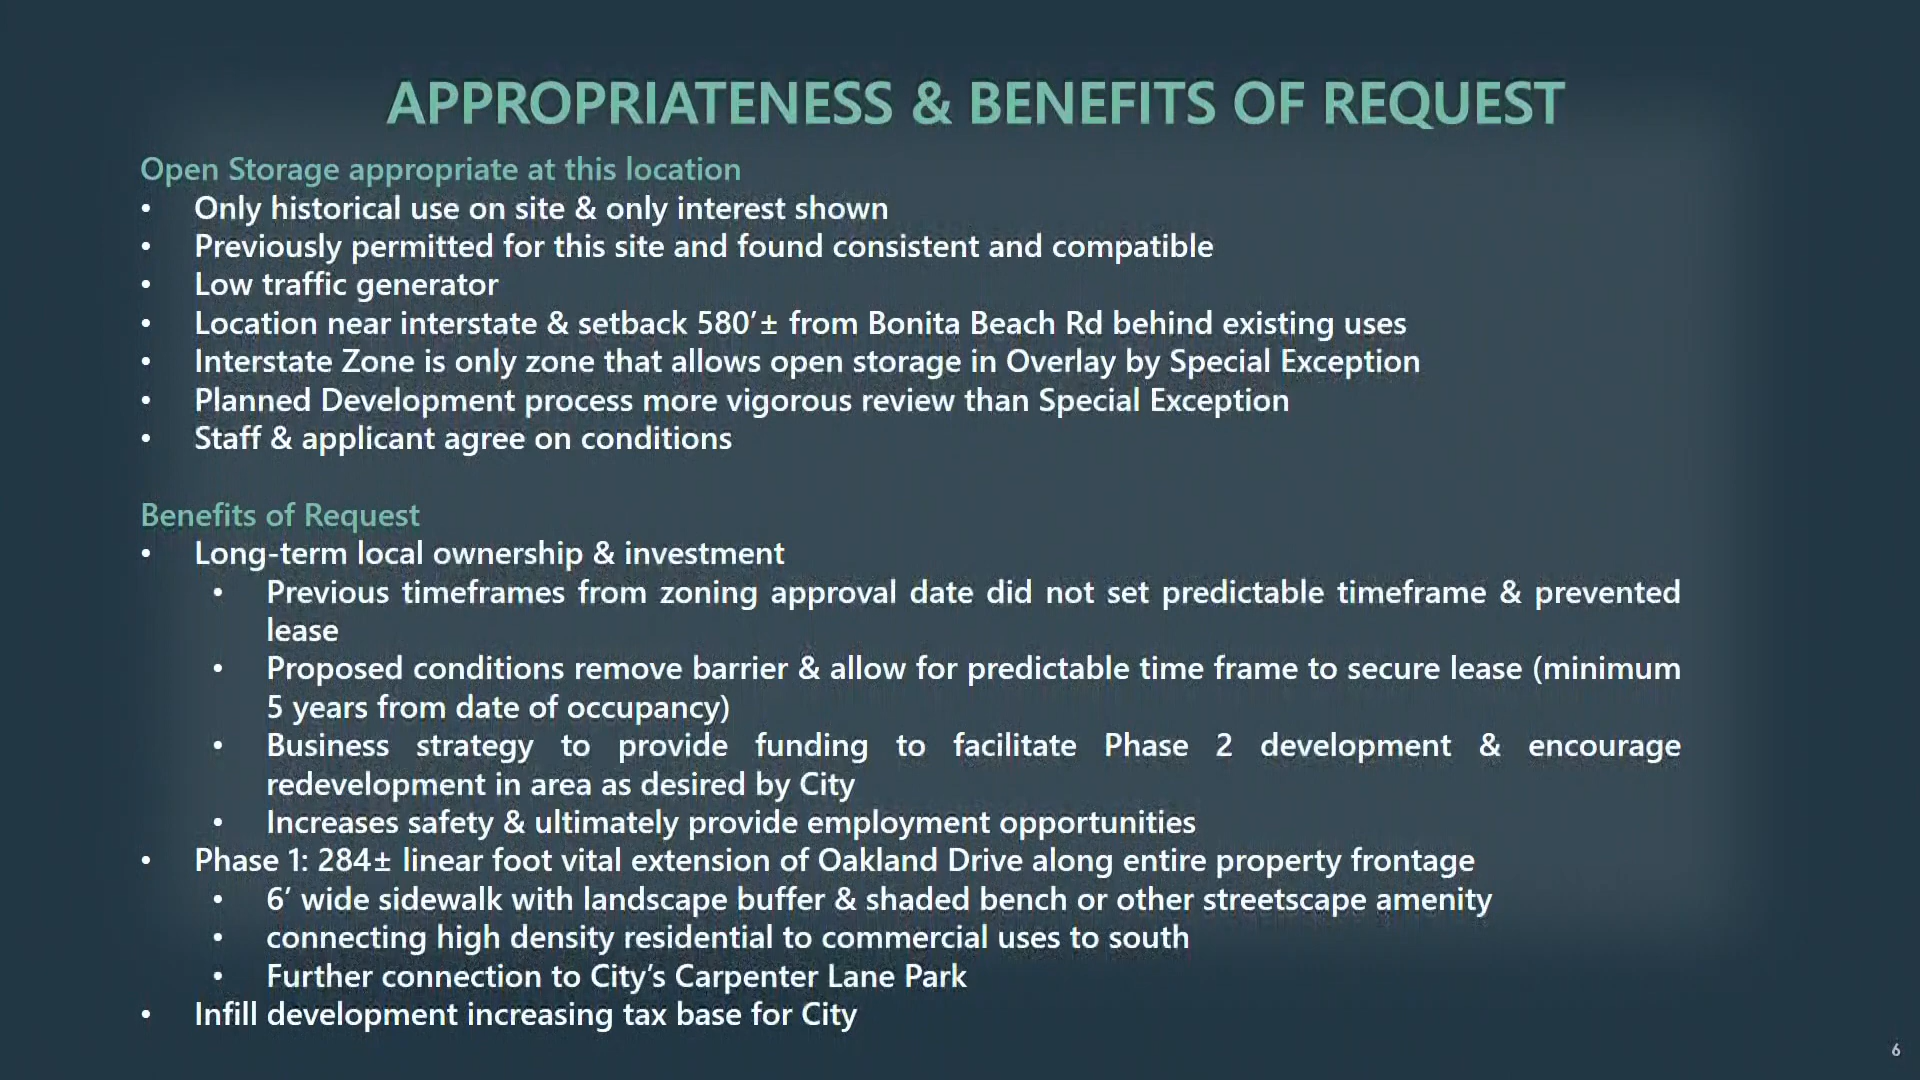 APPROPRIATENESS & BENEFITS OF REQUEST
Open Storage appropriate at this location
• Only historical use on site & only interest shown
• Previously permitted for this site and found consistent and compatible
• Low traffic generator
• Location near interstate & setback 580’± from Bonita Beach Rd behind existing uses
• Interstate Zone is only zone that allows open storage in Overlay by Special Exception
• Planned Development process more vigorous review than Special Exception
• Staff & applicant agree on conditions
Benefits of Request
• Long-term local ownership & investment
• Previous timeframes from zoning approval date did not set predictable timeframe & prevented
lease
• Proposed conditions remove barrier & allow for predictable time frame to secure lease (minimum
5 years from date of occupancy)
• Business strategy to provide funding to facilitate Phase 2 development & encourage
redevelopment in area as desired by City
• Increases safety & ultimately provide employment opportunities
• Phase 1: 284± linear foot vital extension of Oakland Drive along entire property frontage
• 6’ wide sidewalk with landscape buffer & shaded bench or other streetscape amenity
• connecting high density residential to commercial uses to south
• Further connection to City’s Carpenter Lane Park
• Infill development increasing tax base for City
6